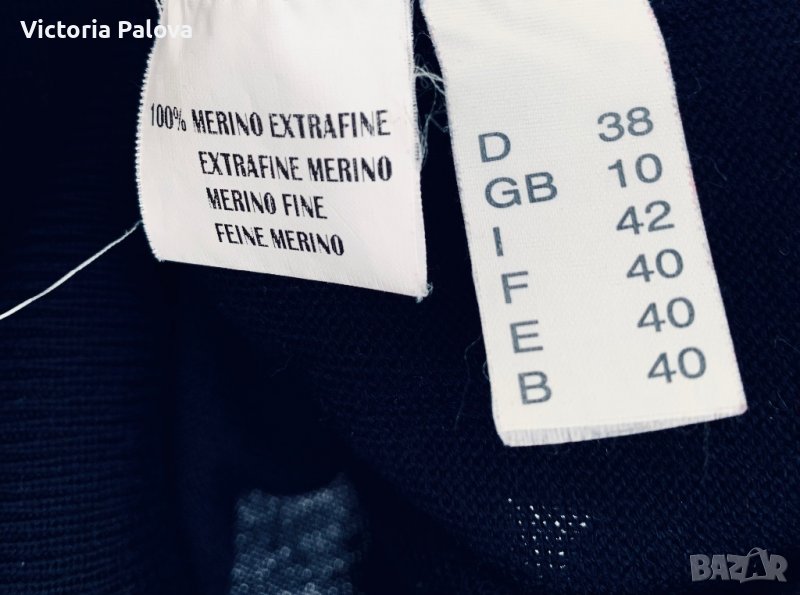 Victoria Palova
100% MERINO EXTRAFINE
EXTRAFINE MERINO
MERINO FINE
FEINE MERINO
D 38
GB 10
I 42
F 40
E 40
B 40
BAZAR.bg